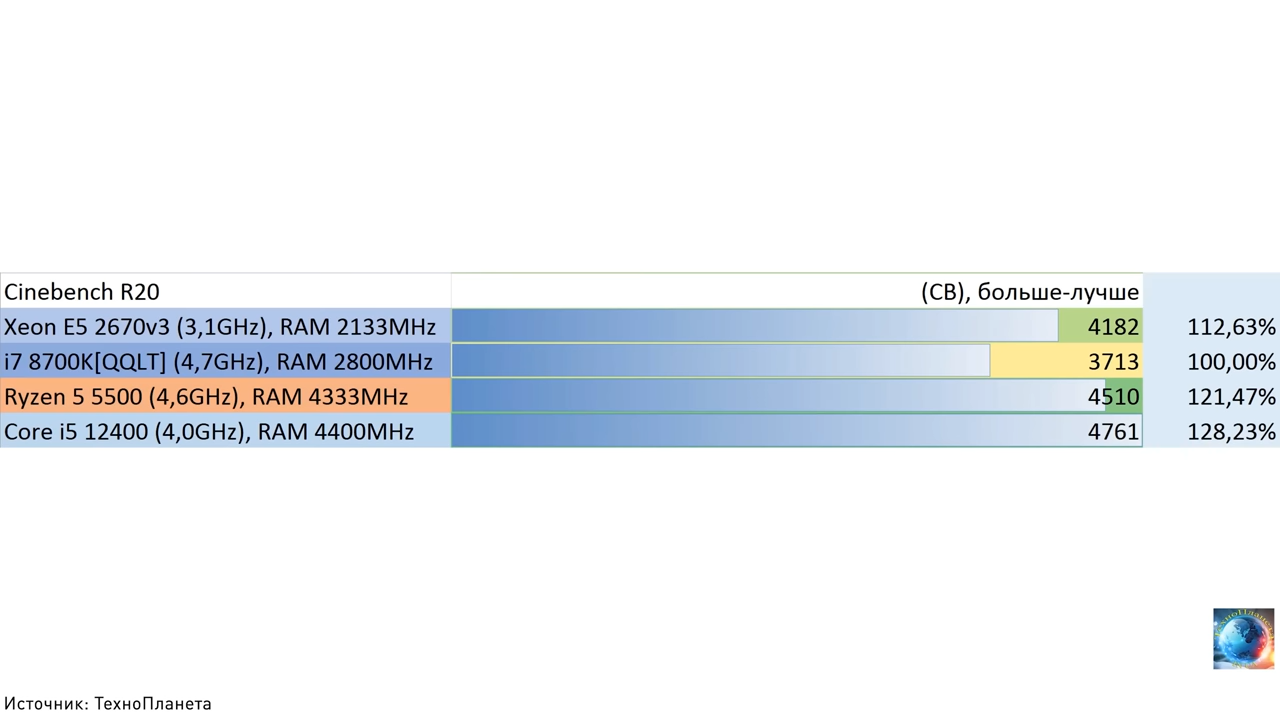 Cinebench R20 (CB), больше-лучше
Xeon E5 2670v3 (3,1GHz), RAM 2133MHz 4182 112,63%
i7 8700K[QQLT] (4,7GHz), RAM 2800MHz 3713 100,00%
Ryzen 5 5500 (4,6GHz), RAM 4333MHz 4510 121,47%
Core i5 12400 (4,0GHz), RAM 4400MHz 4761 128,23%
ТехноПланета
Источник: ТехноПланета